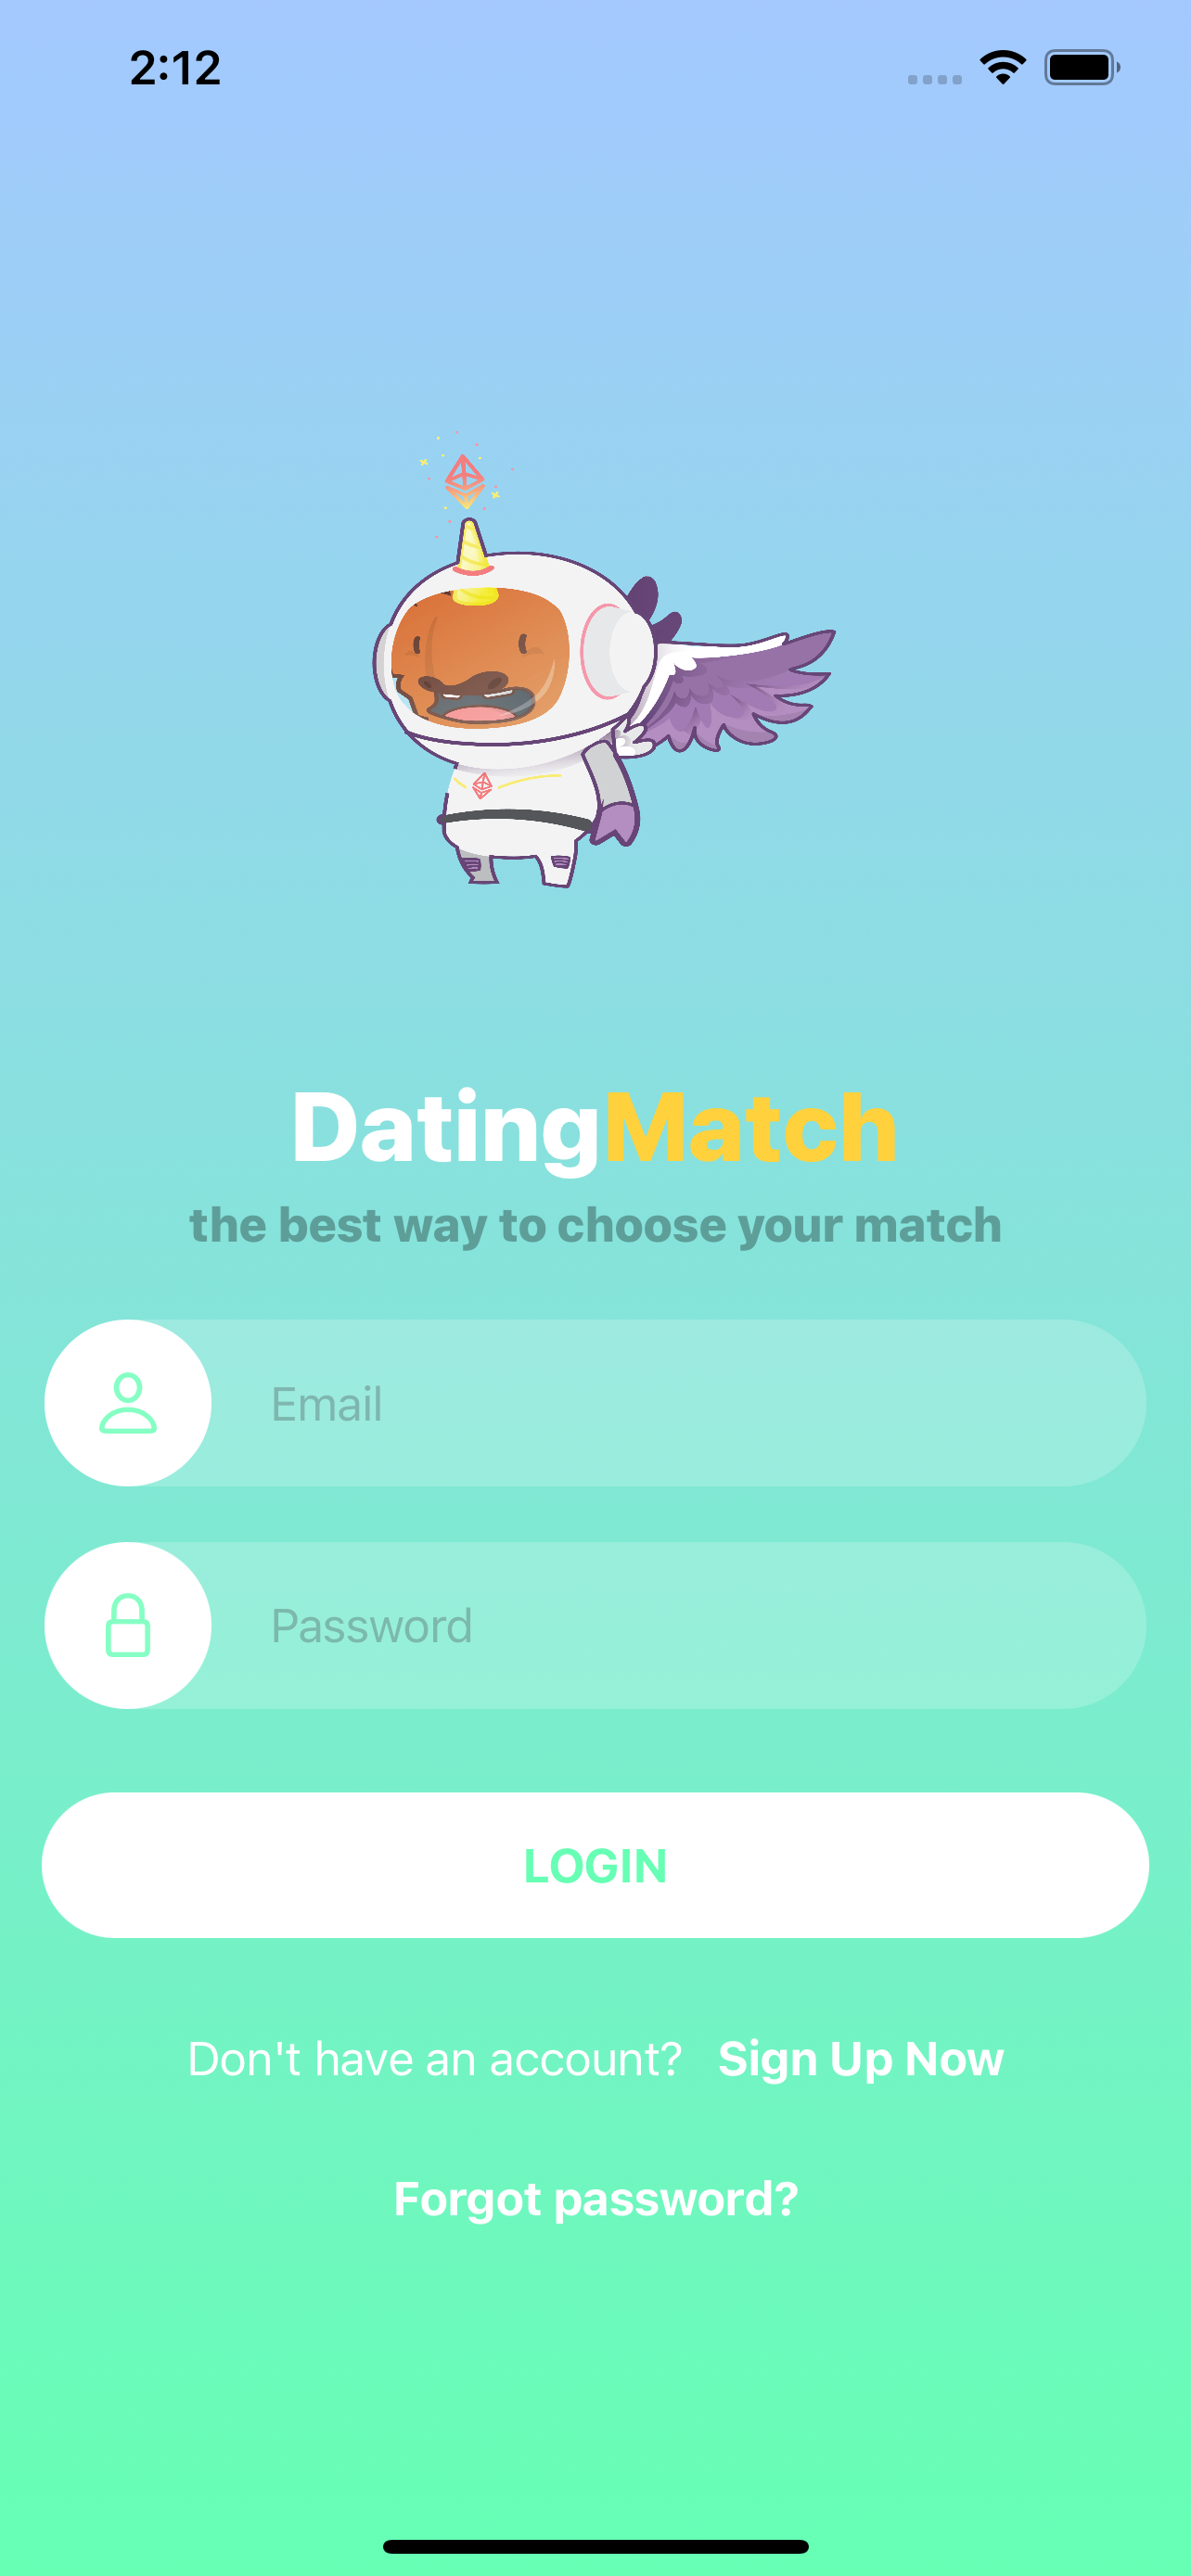 2:12
DatingMatch
the best way to choose your match
Email
Password
LOGIN
Don't have an account? Sign Up Now
Forgot password?